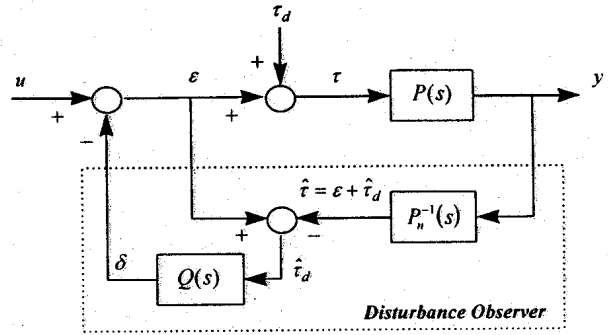 τ_d
u
+
−
ε
+
+
τ
P(s)
y
τ̂ = ε + τ̂_d
+
−
P_n^{-1}(s)
δ
Q(s)
τ̂_d
Disturbance Observer